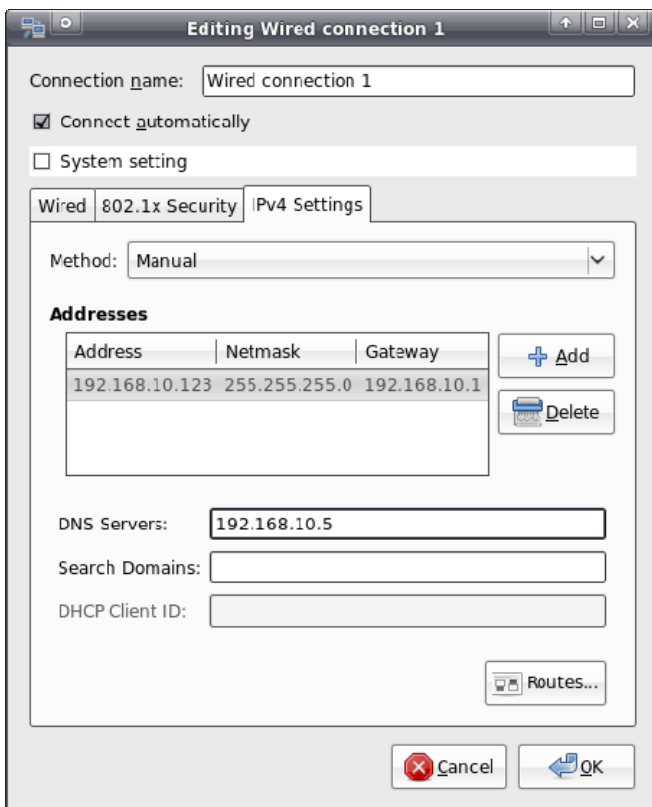 Editing Wired connection 1
Connection name: Wired connection 1
Connect automatically
System setting
Wired 802.1x Security IPv4 Settings
Method: Manual
Addresses
Address Netmask Gateway
192.168.10.123 255.255.255.0 192.168.10.1
Add
Delete
DNS Servers: 192.168.10.5
Search Domains:
DHCP Client ID:
Routes...
Cancel OK